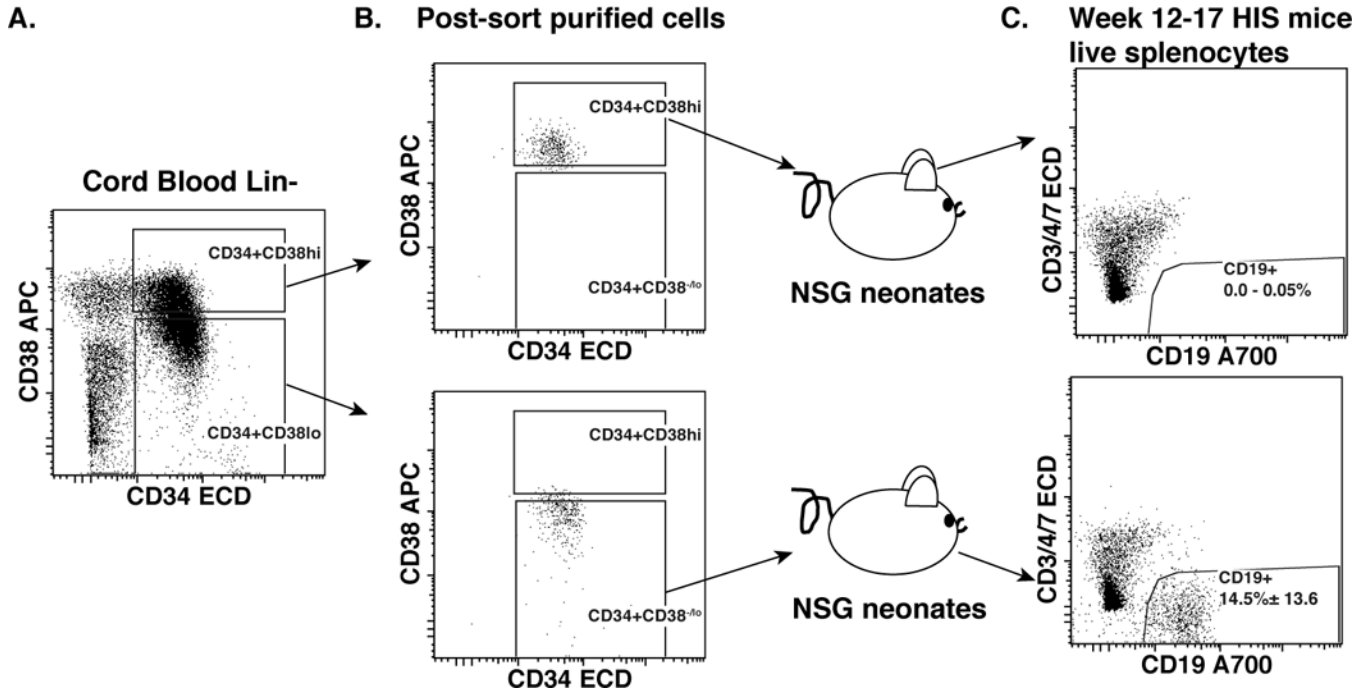 A.
Cord Blood Lin-
CD38 APC
CD34+CD38hi
CD34+CD38lo
CD34 ECD
B. Post-sort purified cells
CD38 APC
CD34+CD38hi
CD34+CD38-/lo
CD34 ECD
NSG neonates
CD38 APC
CD34+CD38hi
CD34+CD38-/lo
CD34 ECD
NSG neonates
C. Week 12-17 HIS mice
live splenocytes
CD3/4/7 ECD
CD19+
0.0 - 0.05%
CD19 A700
CD3/4/7 ECD
CD19+
14.5%± 13.6
CD19 A700